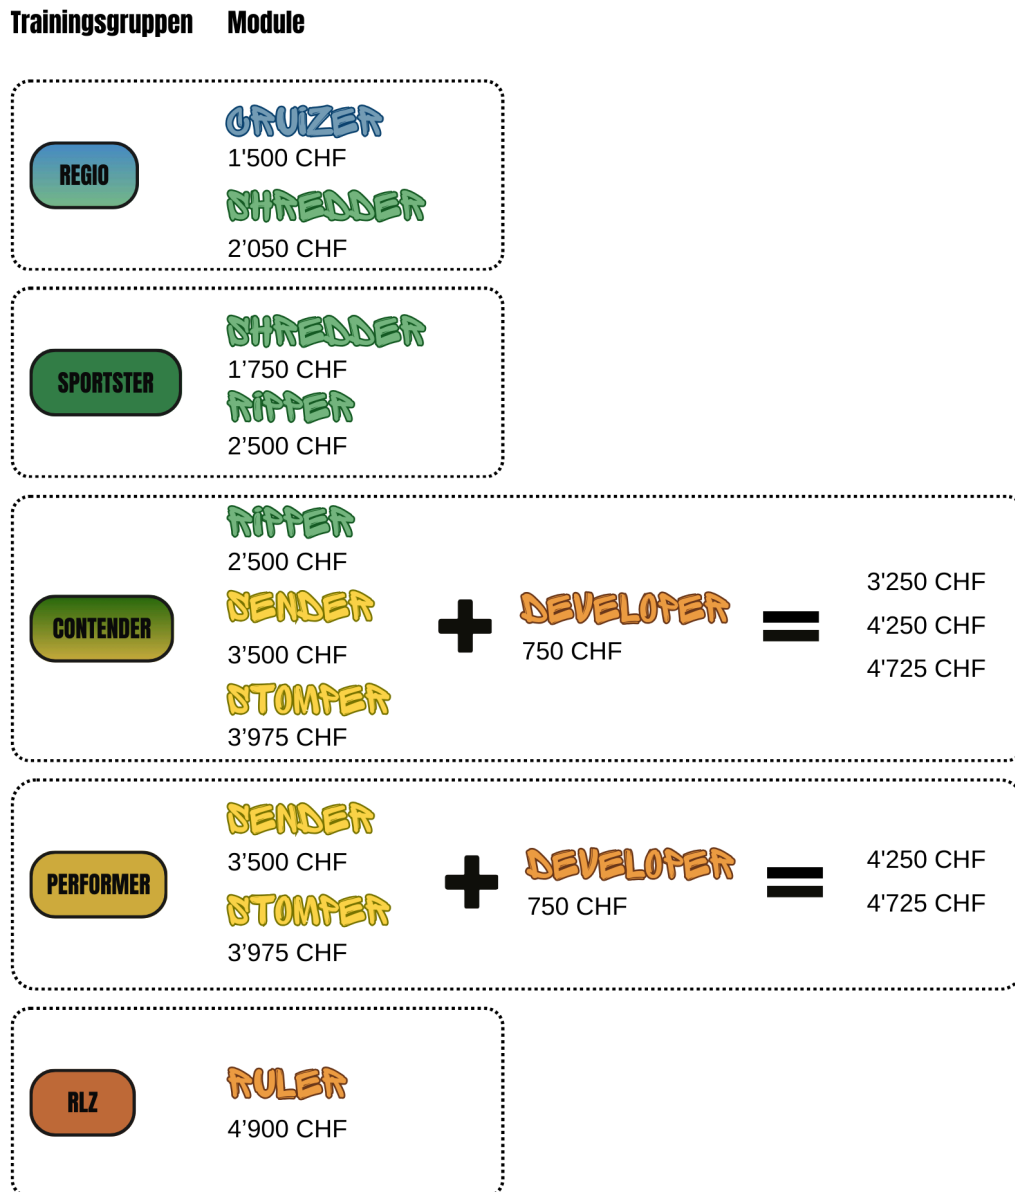 Trainingsgruppen Module
REGIO
CRUiZER
1'500 CHF
SHREDDER
2’050 CHF
SPORTSTER
SHREDDER
1’750 CHF
RiPPER
2’500 CHF
CONTENDER
RiPPER
2’500 CHF
SENDER
3’500 CHF
STOMPER
3’975 CHF
+
DEVELOPER
750 CHF
=
3'250 CHF
4'250 CHF
4'725 CHF
PERFORMER
SENDER
3’500 CHF
STOMPER
3’975 CHF
+
DEVELOPER
750 CHF
=
4'250 CHF
4'725 CHF
RLZ
RULER
4’900 CHF